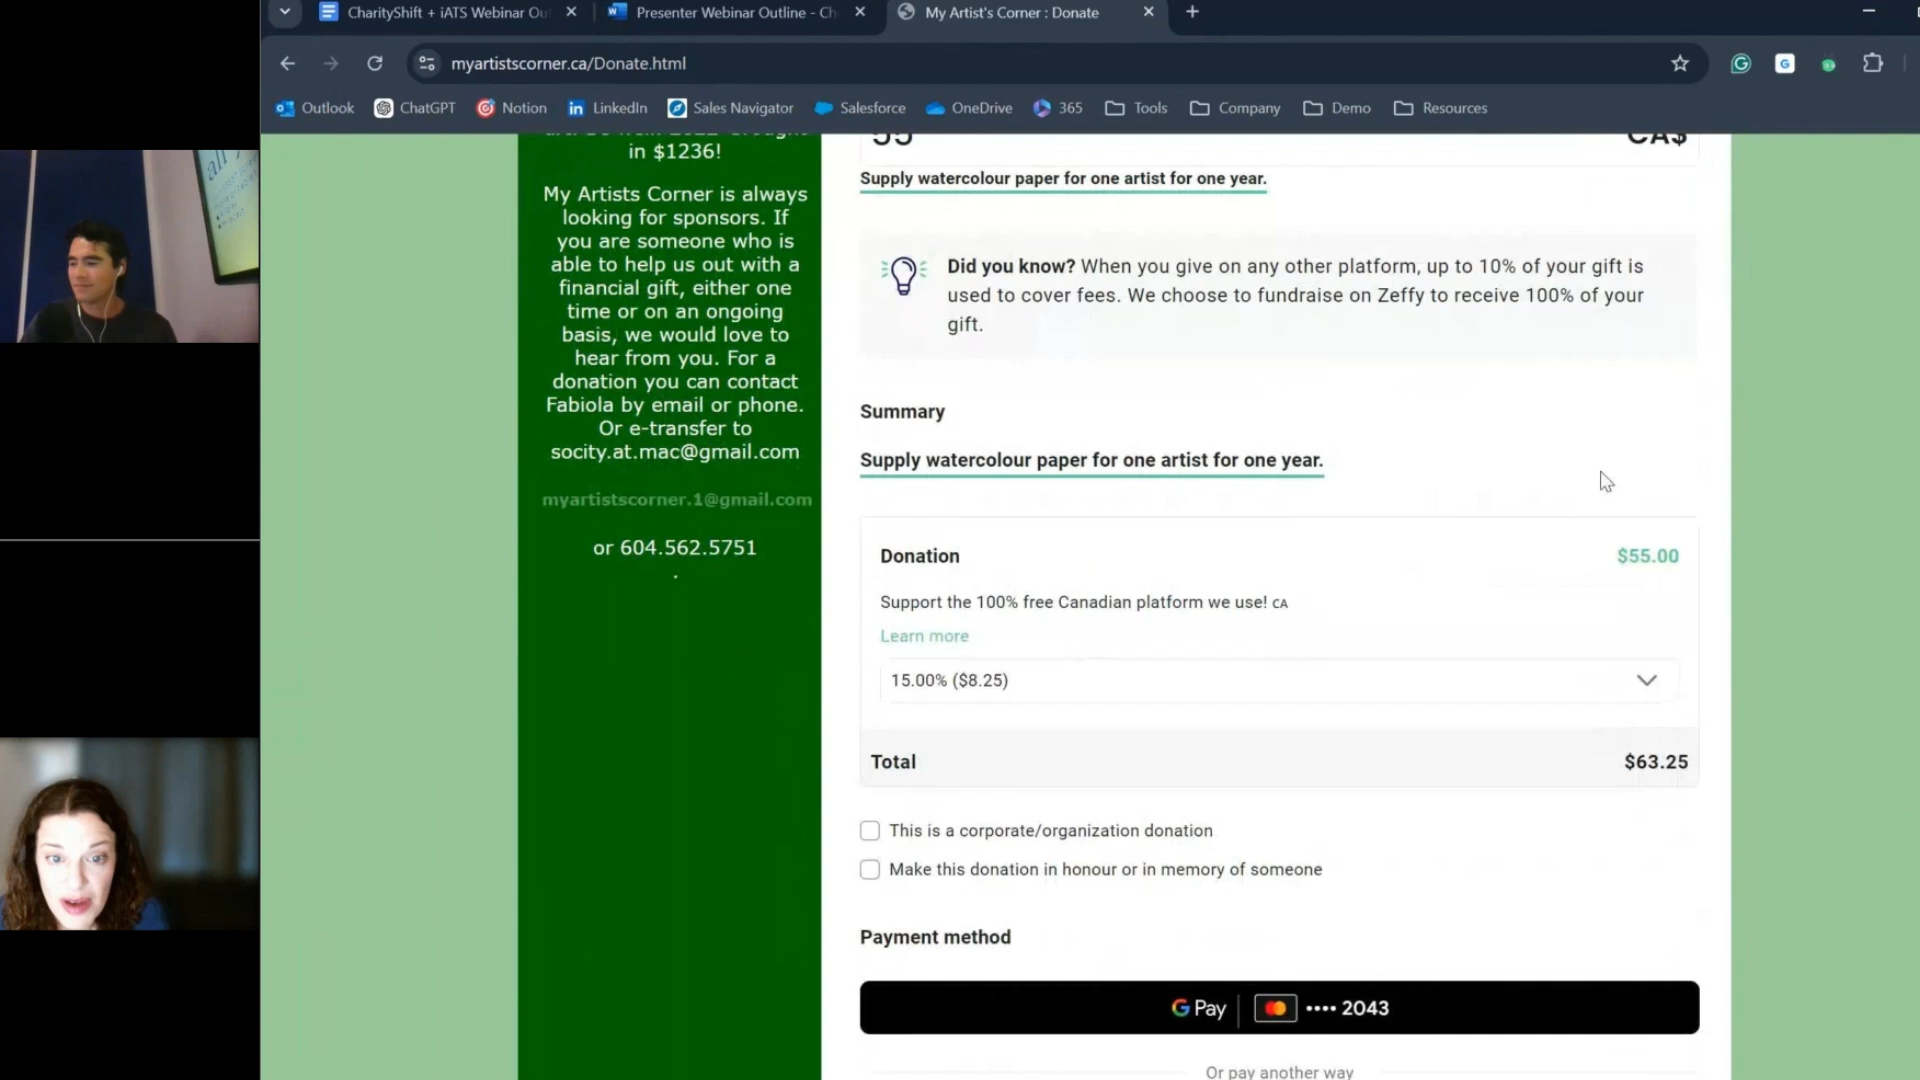 CharityShift + iATS Webinar Ou
Presenter Webinar Outline - Ch
My Artist's Corner : Donate
myartistscorner.ca/Donate.html
Outlook
ChatGPT
Notion
LinkedIn
Sales Navigator
Salesforce
OneDrive
365
Tools
Company
Demo
Resources
in $1236!
My Artists Corner is always
looking for sponsors. If
you are someone who is
able to help us out with a
financial gift, either one
time or on an ongoing
basis, we would love to
hear from you. For a
donation you can contact
Fabiola by email or phone.
Or e-transfer to
socity.at.mac@gmail.com
myartistscorner.1@gmail.com
or 604.562.5751
.
55 CA$
Supply watercolour paper for one artist for one year.
Did you know? When you give on any other platform, up to 10% of your gift is
used to cover fees. We choose to fundraise on Zeffy to receive 100% of your
gift.
Summary
Supply watercolour paper for one artist for one year.
Donation $55.00
Support the 100% free Canadian platform we use! CA
Learn more
15.00% ($8.25)
Total $63.25
This is a corporate/organization donation
Make this donation in honour or in memory of someone
Payment method
G Pay •••• 2043
Or pay another way